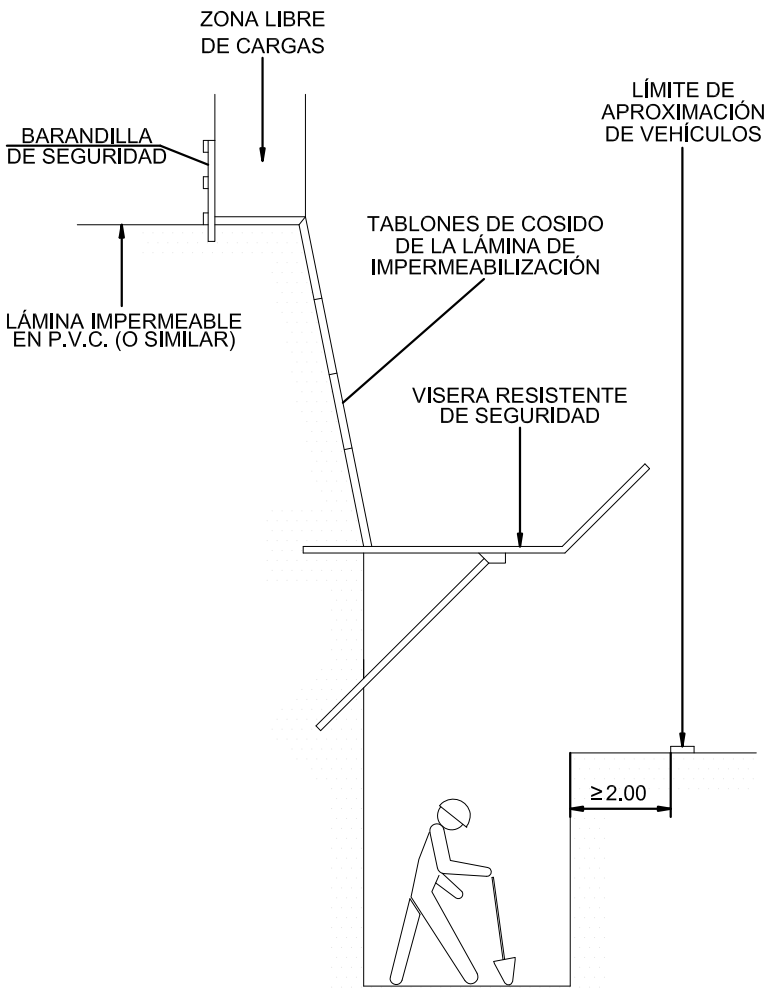 ZONA LIBRE
DE CARGAS
LÍMITE DE
APROXIMACIÓN
DE VEHÍCULOS
BARANDILLA
DE SEGURIDAD
TABLONES DE COSIDO
DE LA LÁMINA DE
IMPERMEABILIZACIÓN
LÁMINA IMPERMEABLE
EN P.V.C. (O SIMILAR)
VISERA RESISTENTE
DE SEGURIDAD
≥2.00